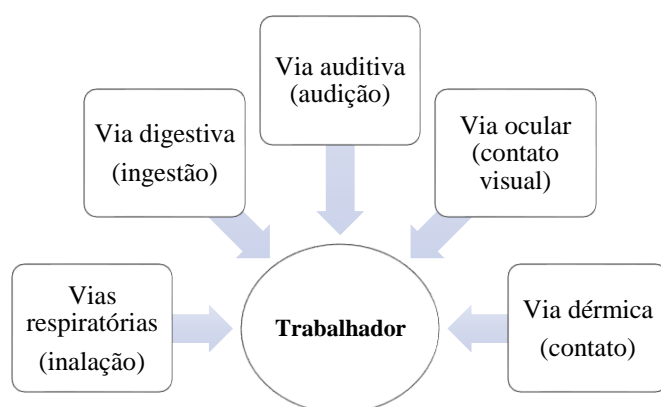 Via auditiva
(audição)
Via digestiva
(ingestão)
Via ocular
(contato
visual)
Vias
respiratórias
(inalação)
Trabalhador
Via dérmica
(contato)